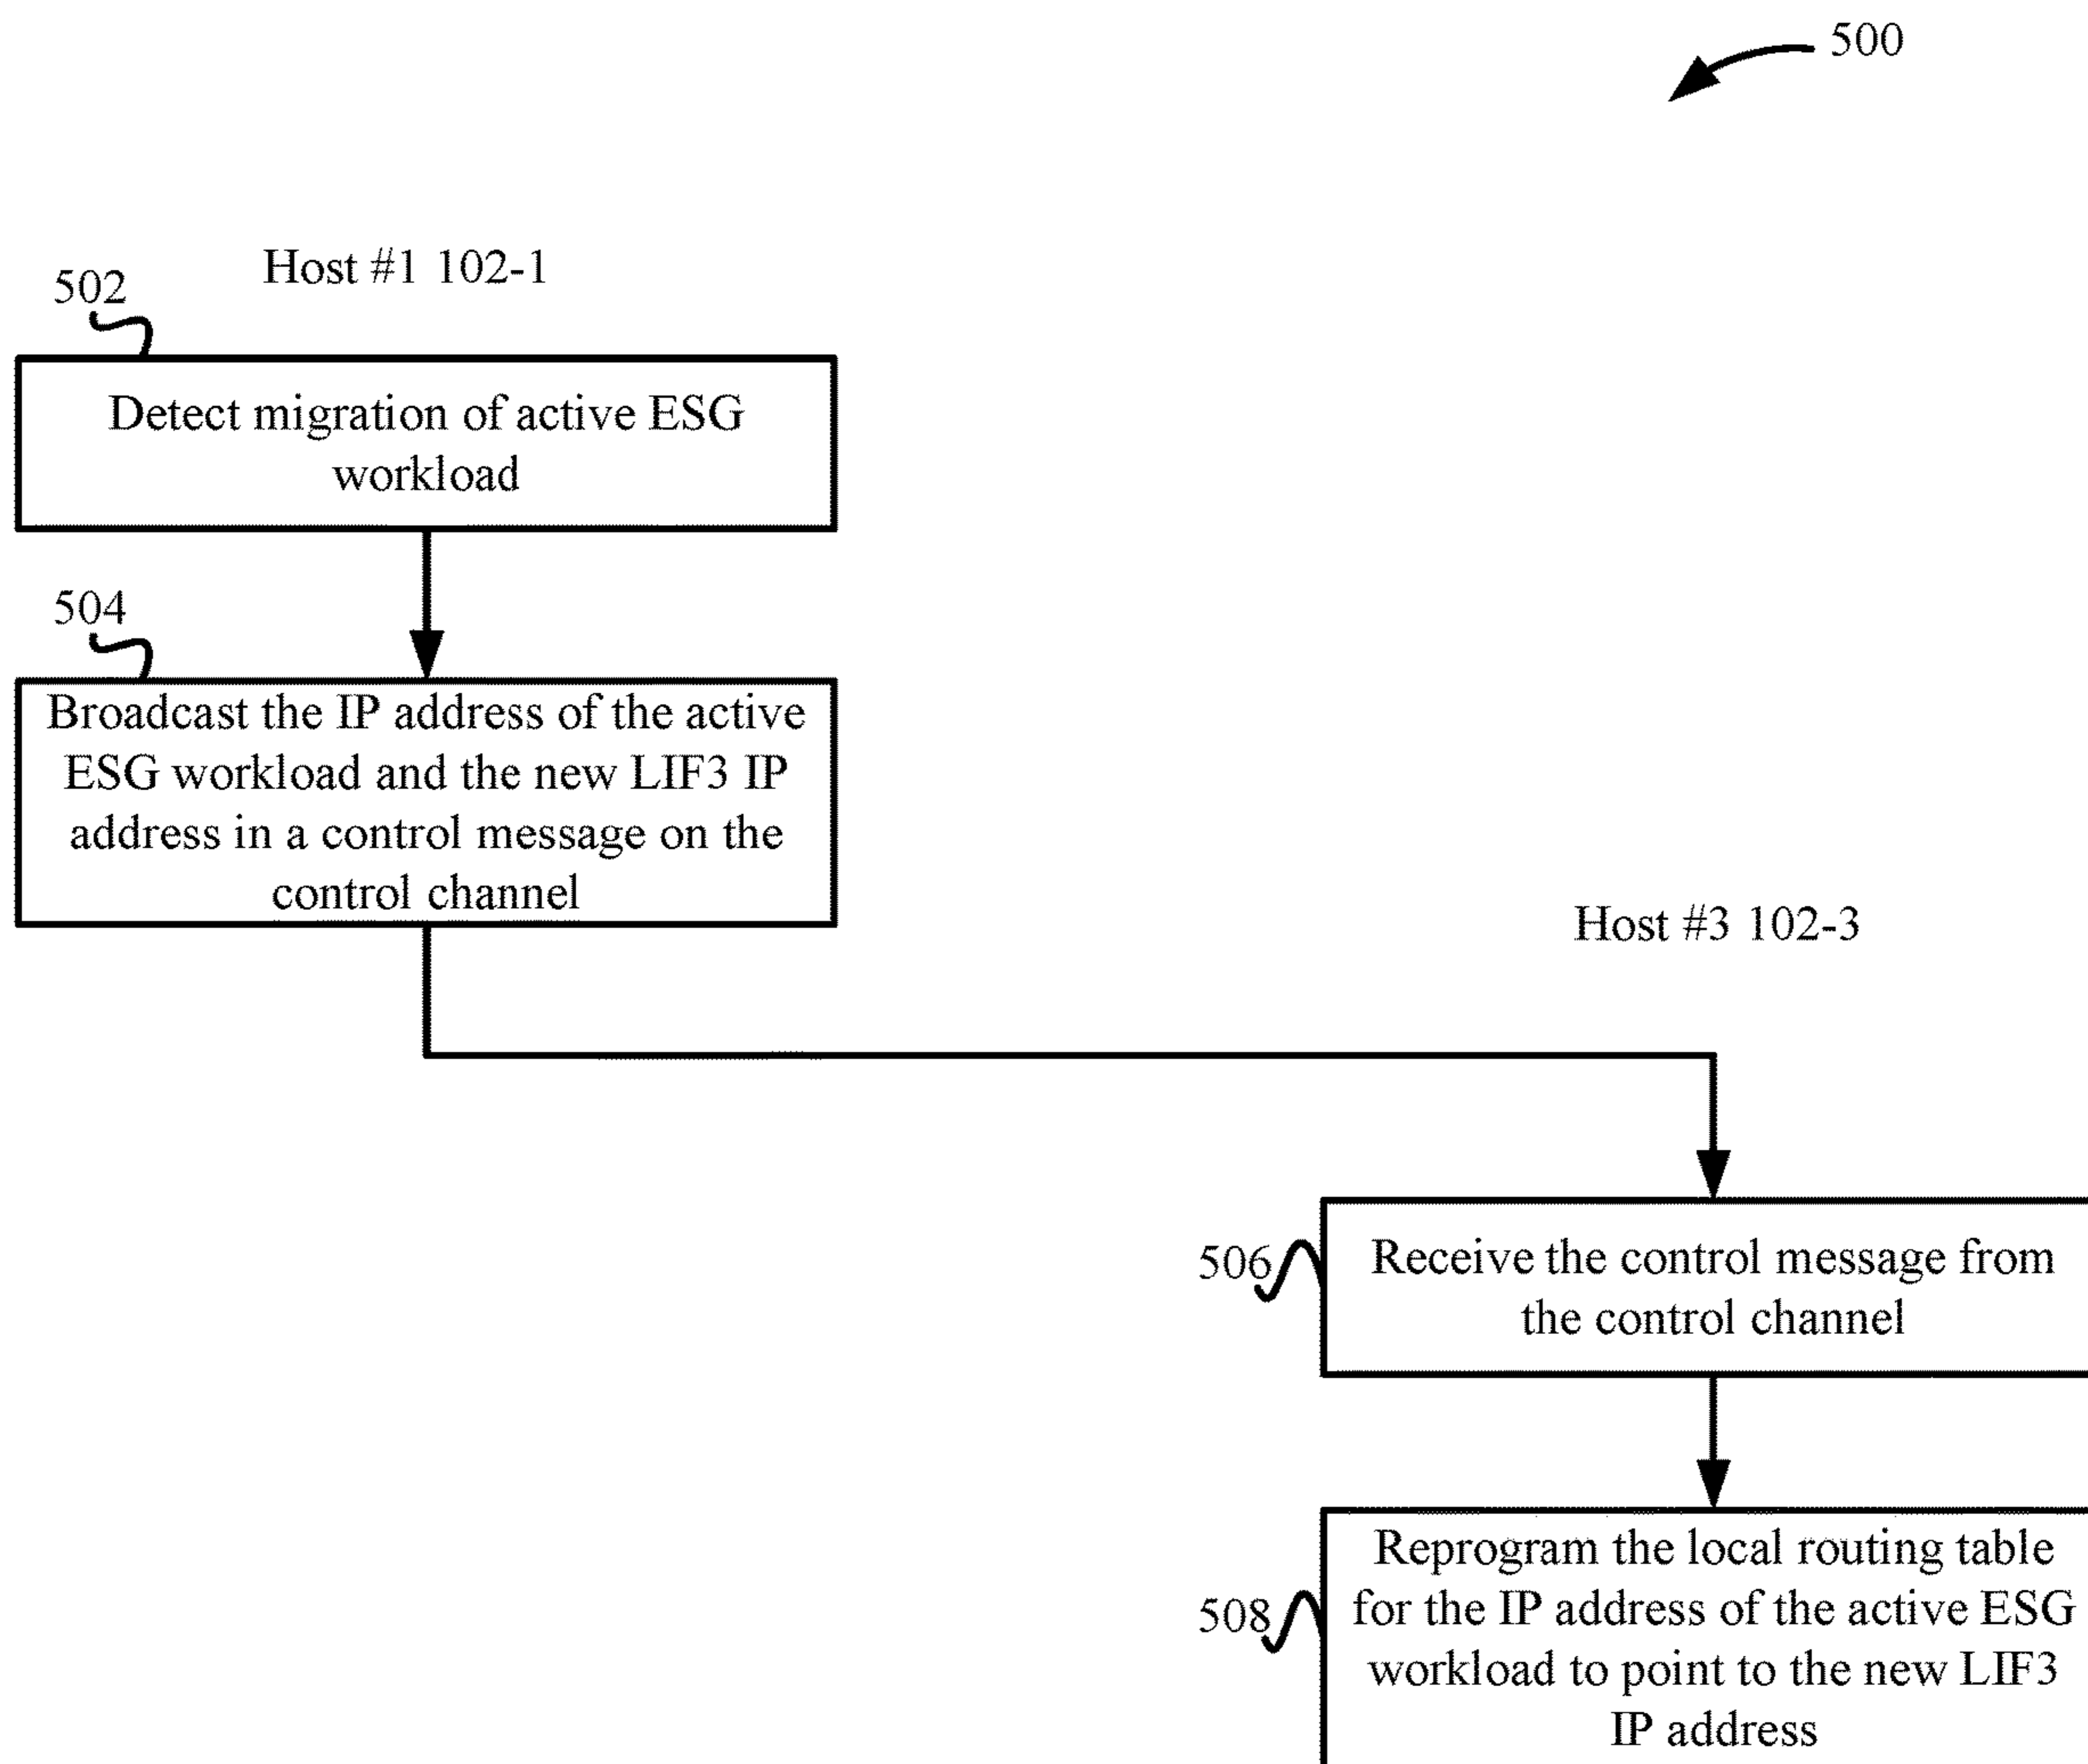 500
Host #1 102-1
502
Detect migration of active ESG
workload
504
Broadcast the IP address of the active
ESG workload and the new LIF3 IP
address in a control message on the
control channel
Host #3 102-3
506
Receive the control message from
the control channel
508
Reprogram the local routing table
for the IP address of the active ESG
workload to point to the new LIF3
IP address